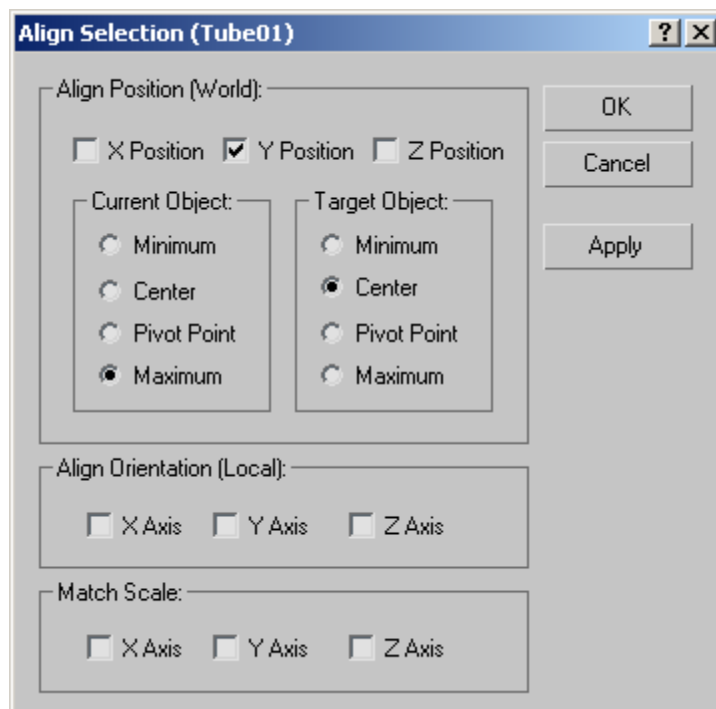 Align Selection (Tube01)
Align Position (World):
OK
X Position Y Position Z Position
Cancel
Current Object: Target Object:
Minimum Minimum Apply
Center Center
Pivot Point Pivot Point
Maximum Maximum
Align Orientation (Local):
X Axis Y Axis Z Axis
Match Scale:
X Axis Y Axis Z Axis